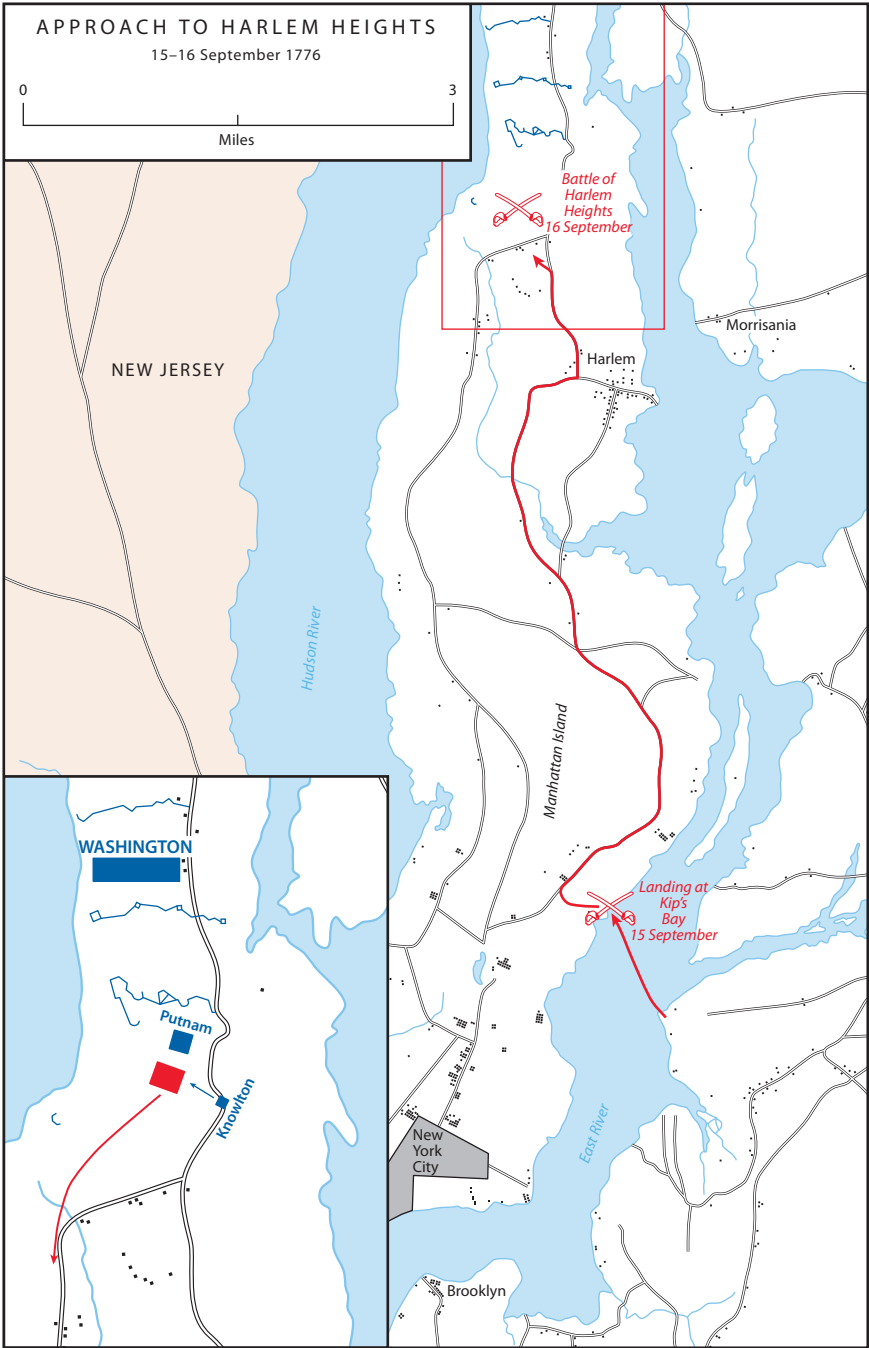 APPROACH TO HARLEM HEIGHTS
15–16 September 1776
0 3
Miles
Battle of
Harlem
Heights
16 September
Morrisania
Harlem
NEW JERSEY
Hudson River
Manhattan Island
Landing at
Kip's
Bay
15 September
New
York
City
East River
Brooklyn
WASHINGTON
Putnam
Knowlton